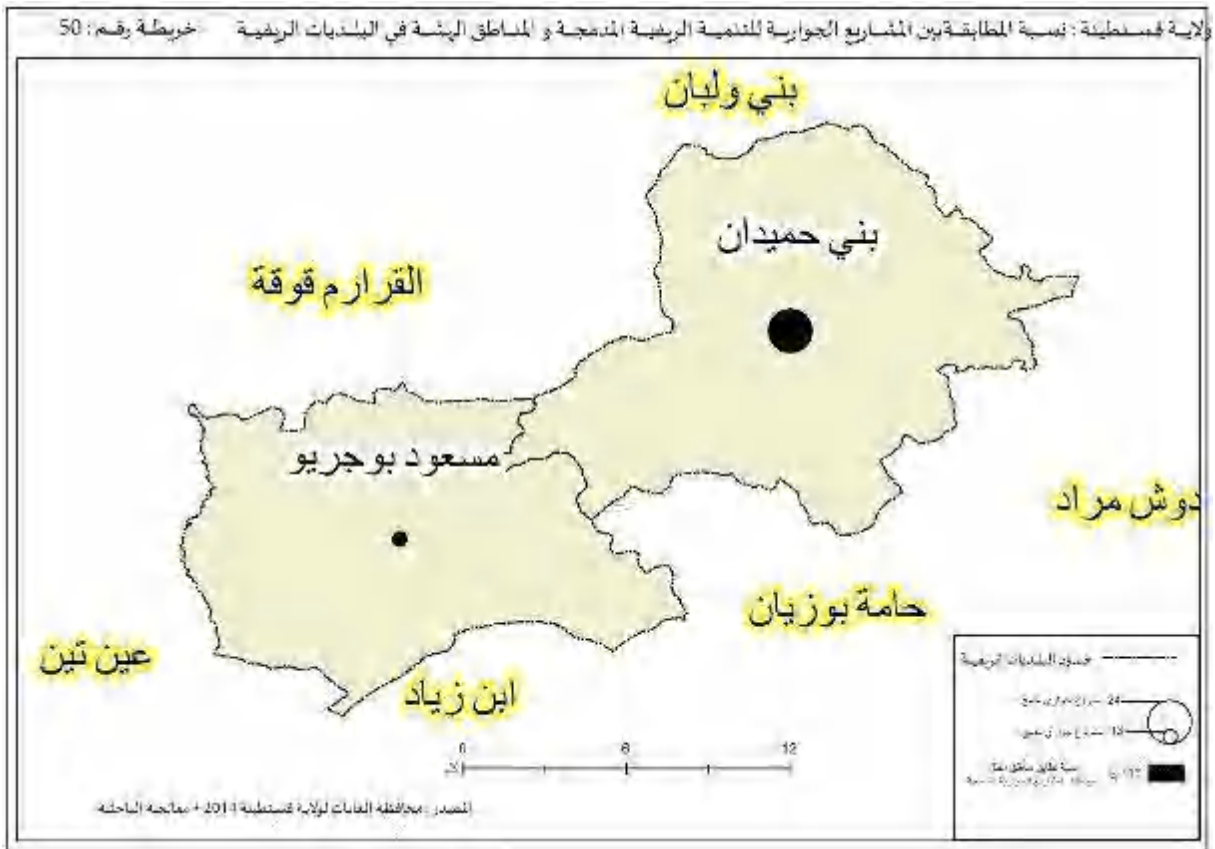 ولاية قسنطينة : نسبة المطابقة بين المشاريع الجوارية للتنمية الريفية المدمجة و المناطق الهشة في البلديات الريفية خريطة رقم : 50
بني ولبان
بني حميدان
القرارم قوقة
مسعود بوجريو
دوش مراد
حامة بوزيان
عين تين
ابن زياد
حدود البلديات الريفية
24
13
0 6 12
كم
المصدر : محافظة الغابات لولاية قسنطينة 2014 + معالجة الباحثة